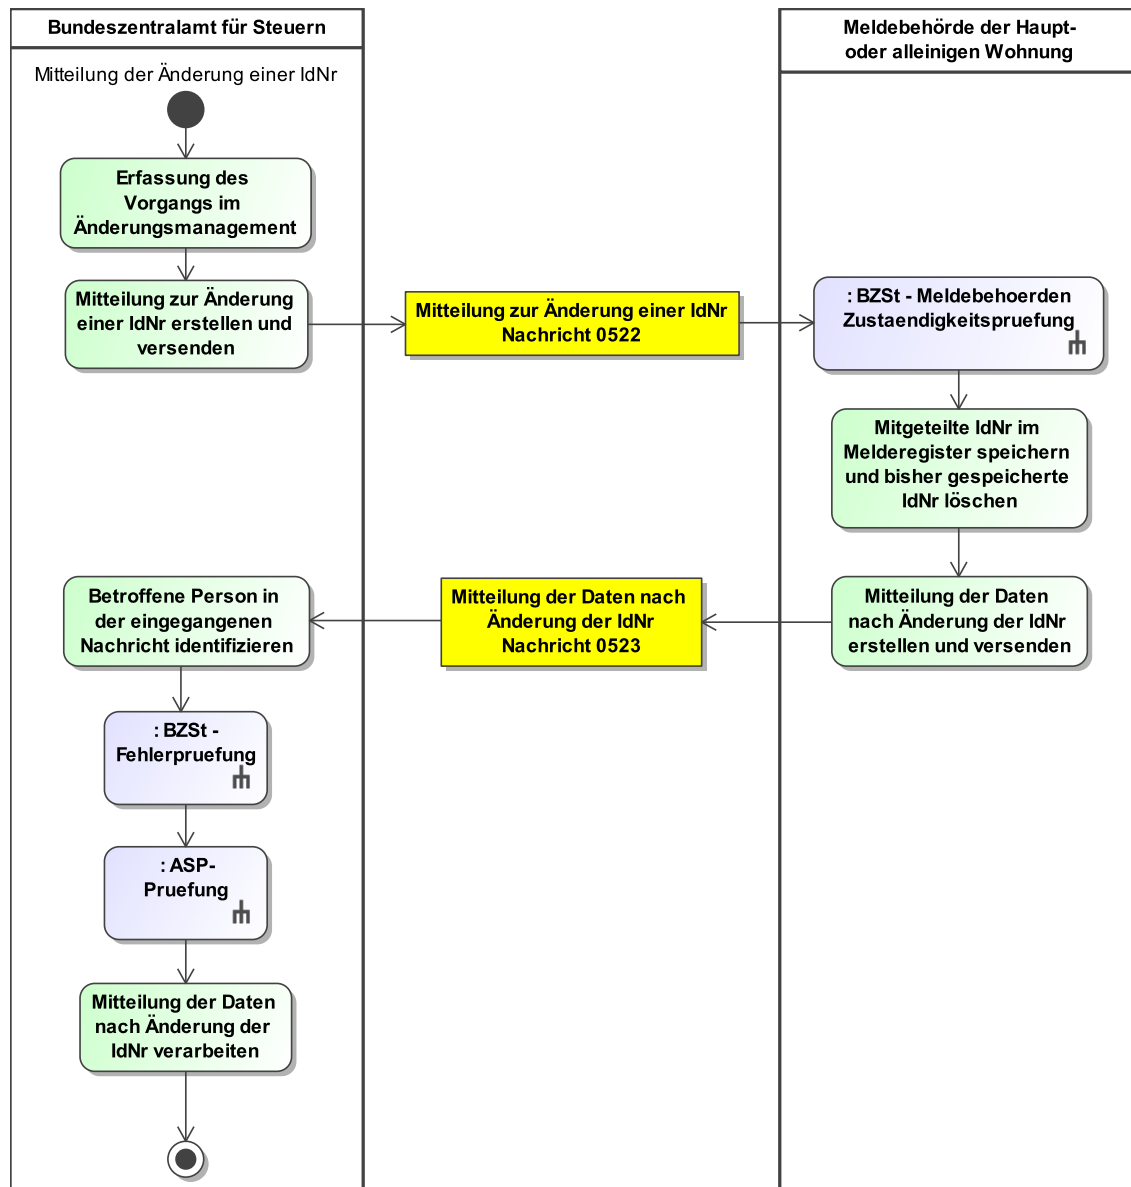 Bundeszentralamt für Steuern
Meldebehörde der Haupt-
oder alleinigen Wohnung
Mitteilung der Änderung einer IdNr
Erfassung des
Vorgangs im
Änderungsmanagement
Mitteilung zur Änderung
einer IdNr erstellen und
versenden
Mitteilung zur Änderung einer IdNr
Nachricht 0522
: BZSt - Meldebehoerden
Zustaendigkeitspruefung
Mitgeteilte IdNr im
Melderegister speichern
und bisher gespeicherte
IdNr löschen
Mitteilung der Daten
nach Änderung der IdNr
erstellen und versenden
Mitteilung der Daten nach
Änderung der IdNr
Nachricht 0523
Betroffene Person in
der eingegangenen
Nachricht identifizieren
: BZSt -
Fehlerpruefung
: ASP-
Pruefung
Mitteilung der Daten
nach Änderung der
IdNr verarbeiten